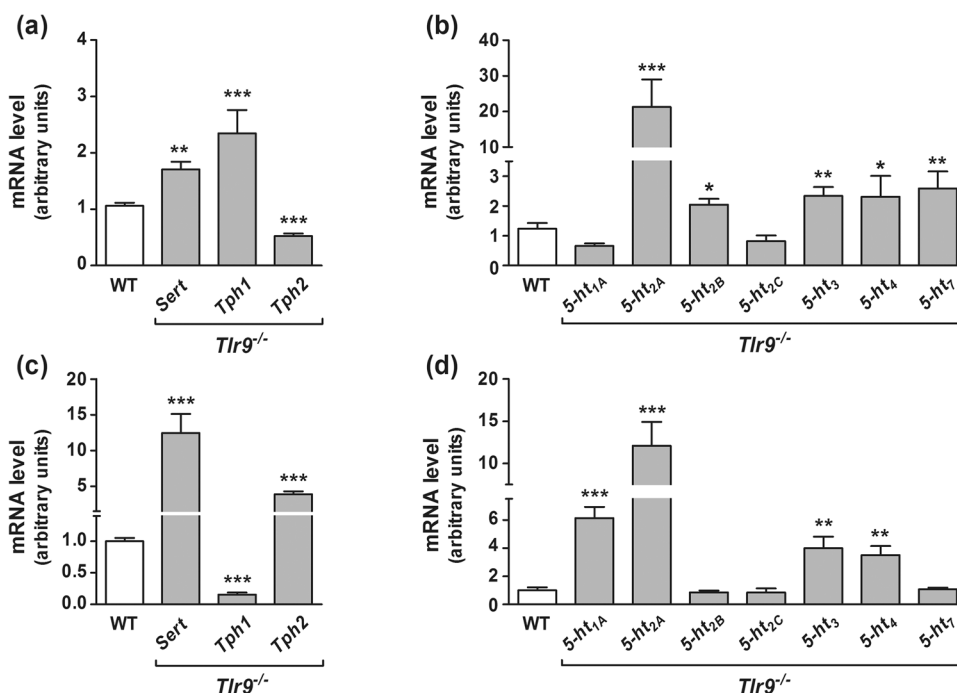 (a)
mRNA level
(arbitrary units)
4
3
2
1
0
**
***
***
WT
Sert
Tph1
Tph2
Tlr9-/-
(b)
mRNA level
(arbitrary units)
40
30
20
10
3
2
1
0
***
*
**
*
**
WT
5-ht1A
5-ht2A
5-ht2B
5-ht2C
5-ht3
5-ht4
5-ht7
Tlr9-/-
(c)
mRNA level
(arbitrary units)
20
15
10
5
1.0
0.5
0.0
***
***
***
WT
Sert
Tph1
Tph2
Tlr9-/-
(d)
mRNA level
(arbitrary units)
20
15
10
6
4
2
0
***
***
**
**
WT
5-ht1A
5-ht2A
5-ht2B
5-ht2C
5-ht3
5-ht4
5-ht7
Tlr9-/-